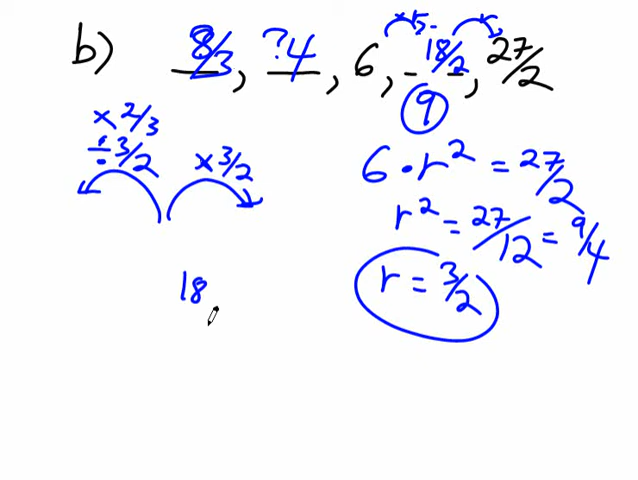 b) 8/3, ?4, 6, 18/2, 27/2
9
× 2/3
÷ 3/2
× 3/2
6 · r² = 27/2
r² = 27/12 = 9/4
r = 3/2
18